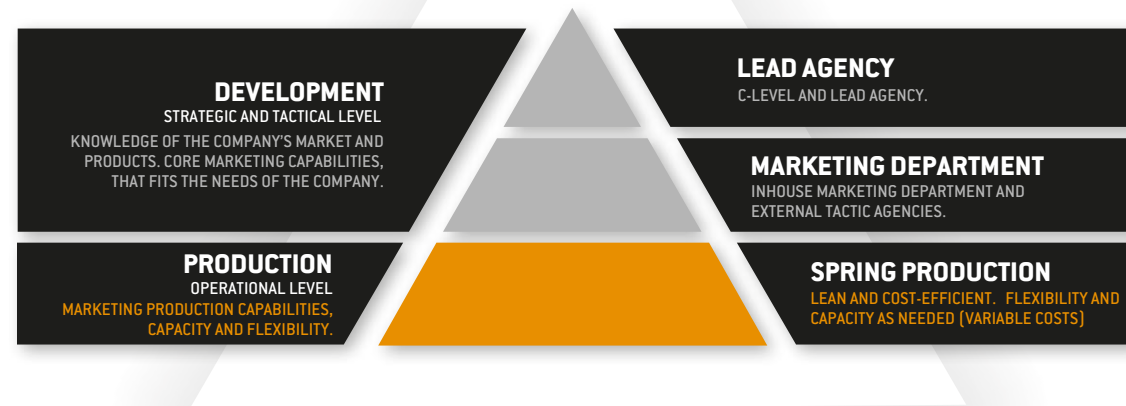 DEVELOPMENT
STRATEGIC AND TACTICAL LEVEL
KNOWLEDGE OF THE COMPANY'S MARKET AND
PRODUCTS. CORE MARKETING CAPABILITIES,
THAT FITS THE NEEDS OF THE COMPANY.
PRODUCTION
OPERATIONAL LEVEL
MARKETING PRODUCTION CAPABILITIES,
CAPACITY AND FLEXIBILITY.
LEAD AGENCY
C-LEVEL AND LEAD AGENCY.
MARKETING DEPARTMENT
INHOUSE MARKETING DEPARTMENT AND
EXTERNAL TACTIC AGENCIES.
SPRING PRODUCTION
LEAN AND COST-EFFICIENT. FLEXIBILITY AND
CAPACITY AS NEEDED (VARIABLE COSTS)